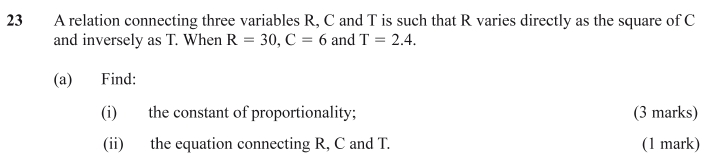 23 A relation connecting three variables R, C and T is such that R varies directly as the square of C
and inversely as T. When R = 30, C = 6 and T = 2.4.
(a) Find:
(i) the constant of proportionality; (3 marks)
(ii) the equation connecting R, C and T. (1 mark)